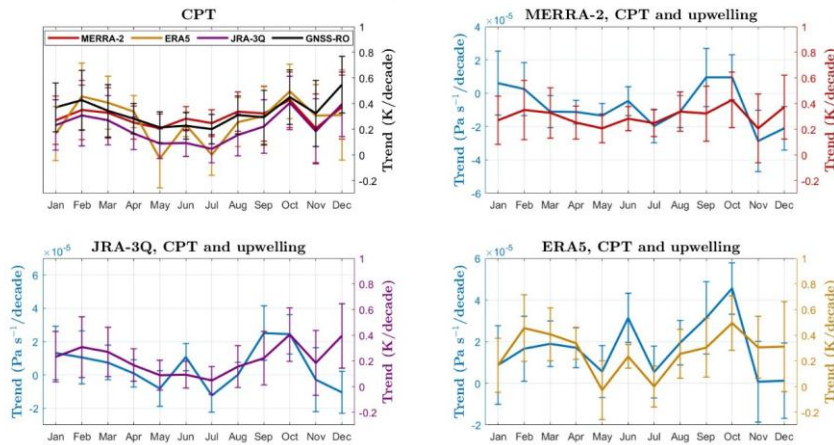 CPT
MERRA-2 ERA5 JRA-3Q GNSS-RO
1
0.8
0.6
0.4
0.2
0
-0.2
Trend (K/decade)
Jan Feb Mar Apr May Jun Jul Aug Sep Oct Nov Dec
MERRA-2, CPT and upwelling
×10⁻⁵
0
-2
-4
-6
Trend (Pa s⁻¹/decade)
1
0.8
0.6
0.4
0.2
0
-0.2
Trend (K/decade)
Jan Feb Mar Apr May Jun Jul Aug Sep Oct Nov Dec
JRA-3Q, CPT and upwelling
×10⁻⁵
6
4
2
0
-2
Trend (Pa s⁻¹/decade)
1
0.8
0.6
0.4
0.2
0
-0.2
Trend (K/decade)
Jan Feb Mar Apr May Jun Jul Aug Sep Oct Nov Dec
ERA5, CPT and upwelling
×10⁻⁵
6
4
2
0
-2
Trend (Pa s⁻¹/decade)
1
0.8
0.6
0.4
0.2
0
-0.2
Trend (K/decade)
Jan Feb Mar Apr May Jun Jul Aug Sep Oct Nov Dec